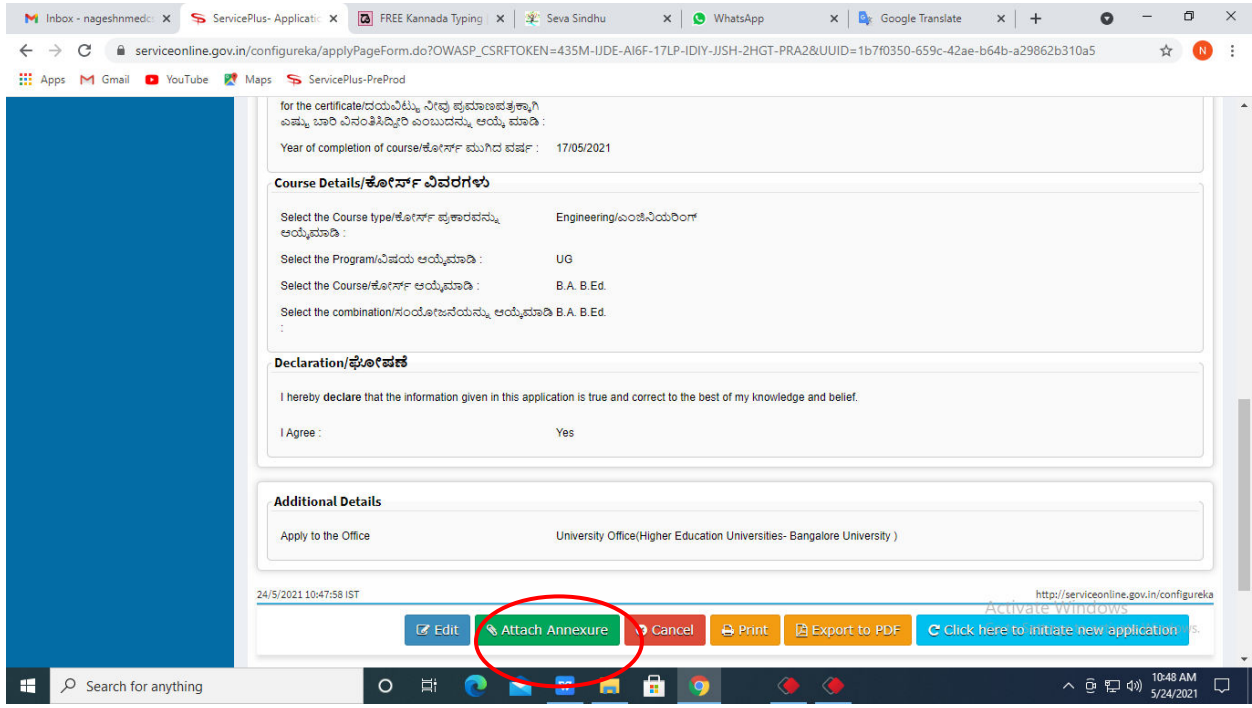 Inbox - nageshnmedc
ServicePlus- Applicatic
FREE Kannada Typing
Seva Sindhu
WhatsApp
Google Translate
serviceonline.gov.in/configureka/applyPageForm.do?OWASP_CSRFTOKEN=435M-IJDE-AI6F-17LP-IDIY-JJSH-2HGT-PRA2&UUID=1b7f0350-659c-42ae-b64b-a29862b310a5
N
Apps Gmail YouTube Maps ServicePlus-PreProd
for the certificate/ದಯವಿಟ್ಟು ನೀವು ಪ್ರಮಾಣಪತ್ರಕ್ಕಾಗಿ
ಎಷ್ಟು ಬಾರಿ ವಿನಂತಿಸಿದ್ದೀರಿ ಎಂಬುದನ್ನು ಆಯ್ಕೆ ಮಾಡಿ :
Year of completion of course/ಕೋರ್ಸ್ ಮುಗಿದ ವರ್ಷ : 17/05/2021
Course Details/ಕೋರ್ಸ್ ವಿವರಗಳು
Select the Course type/ಕೋರ್ಸ್ ಪ್ರಕಾರವನ್ನು Engineering/ಎಂಜಿನಿಯರಿಂಗ್
ಆಯ್ಕೆಮಾಡಿ :
Select the Program/ವಿಷಯ ಆಯ್ಕೆಮಾಡಿ : UG
Select the Course/ಕೋರ್ಸ್ ಆಯ್ಕೆಮಾಡಿ : B.A. B.Ed.
Select the combination/ಸಂಯೋಜನೆಯನ್ನು ಆಯ್ಕೆಮಾಡಿ B.A. B.Ed.
:
Declaration/ಘೋಷಣೆ
I hereby declare that the information given in this application is true and correct to the best of my knowledge and belief.
I Agree : Yes
Additional Details
Apply to the Office University Office(Higher Education Universities- Bangalore University )
24/5/2021 10:47:58 IST http://serviceonline.gov.in/configureka
Activate Windows
Edit Attach Annexure Cancel Print Export to PDF Click here to initiate new application
Search for anything
10:48 AM
5/24/2021